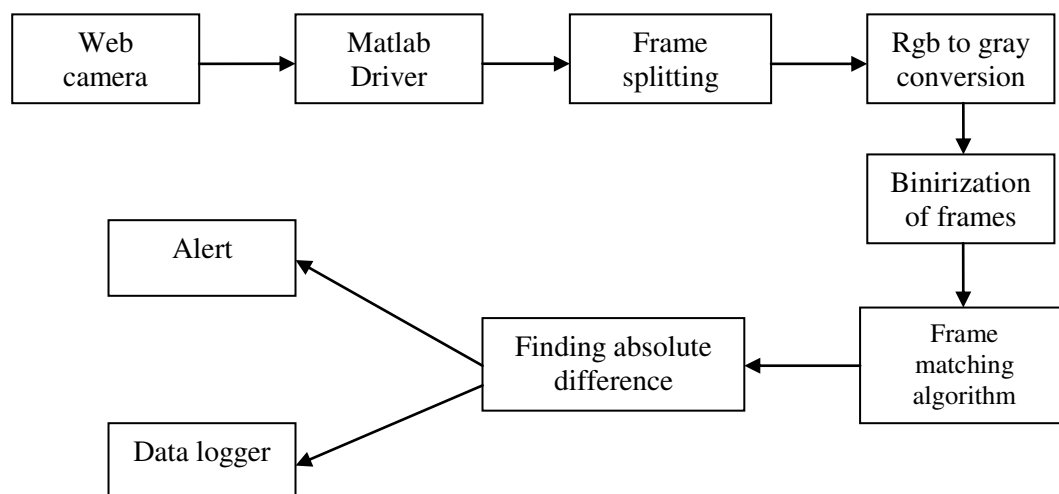 Web
camera
Matlab
Driver
Frame
splitting
Rgb to gray
conversion
Binirization
of frames
Frame
matching
algorithm
Finding absolute
difference
Alert
Data logger